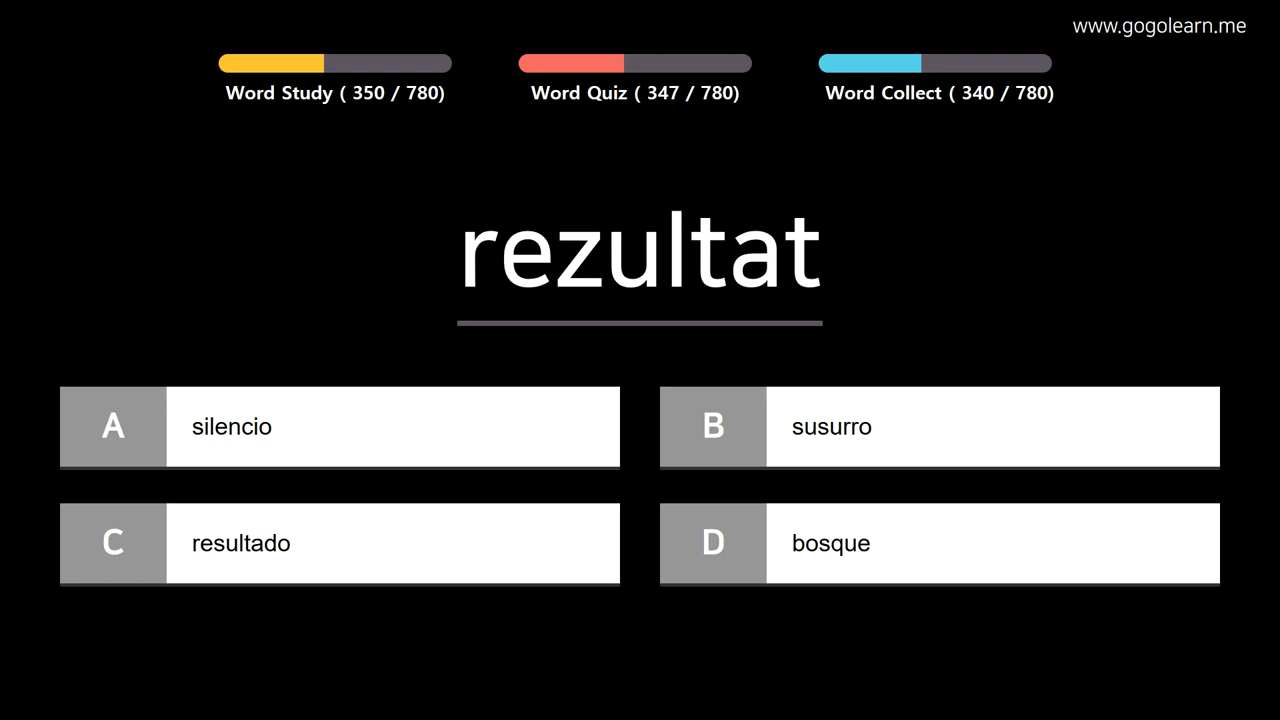 www.gogolearn.me
Word Study ( 350 / 780)
Word Quiz ( 347 / 780)
Word Collect ( 340 / 780)
rezultat
A silencio
B susurro
C resultado
D bosque